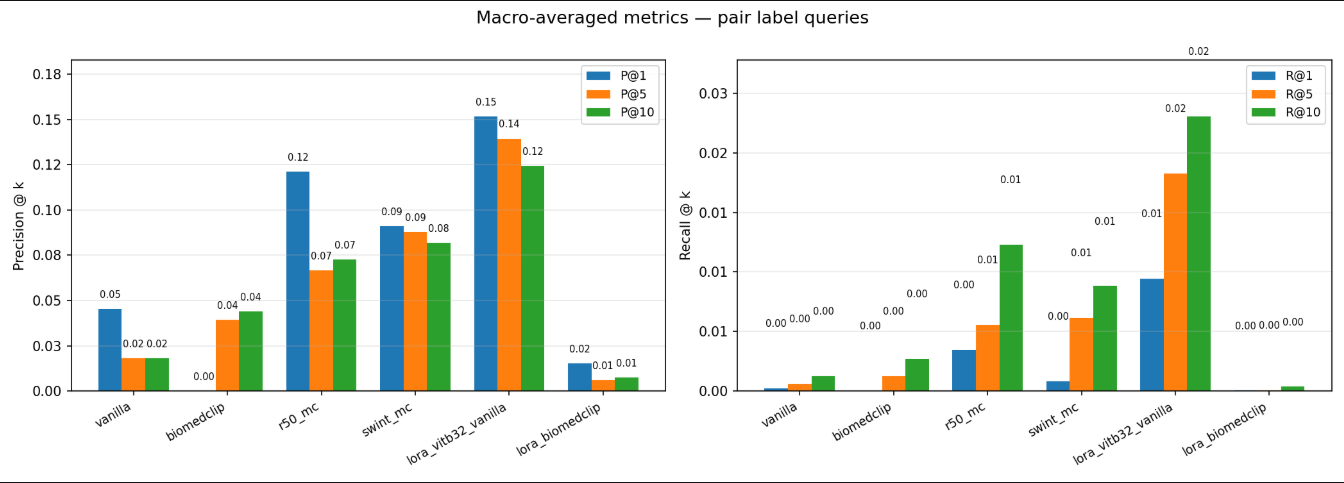 Macro-averaged metrics — pair label queries
Precision @ k
0.18
0.15
0.12
0.10
0.08
0.05
0.03
0.00
P@1
P@5
P@10
0.05
0.02
0.02
0.00
0.04
0.04
0.12
0.07
0.07
0.09
0.09
0.08
0.15
0.14
0.12
0.02
0.01
0.01
vanilla
biomedclip
r50_mc
swint_mc
lora_vitb32_vanilla
lora_biomedclip
Recall @ k
0.03
0.02
0.01
0.01
0.01
0.00
R@1
R@5
R@10
0.00
0.00
0.00
0.00
0.00
0.00
0.00
0.01
0.01
0.00
0.01
0.01
0.01
0.02
0.02
0.00
0.00
0.00
vanilla
biomedclip
r50_mc
swint_mc
lora_vitb32_vanilla
lora_biomedclip